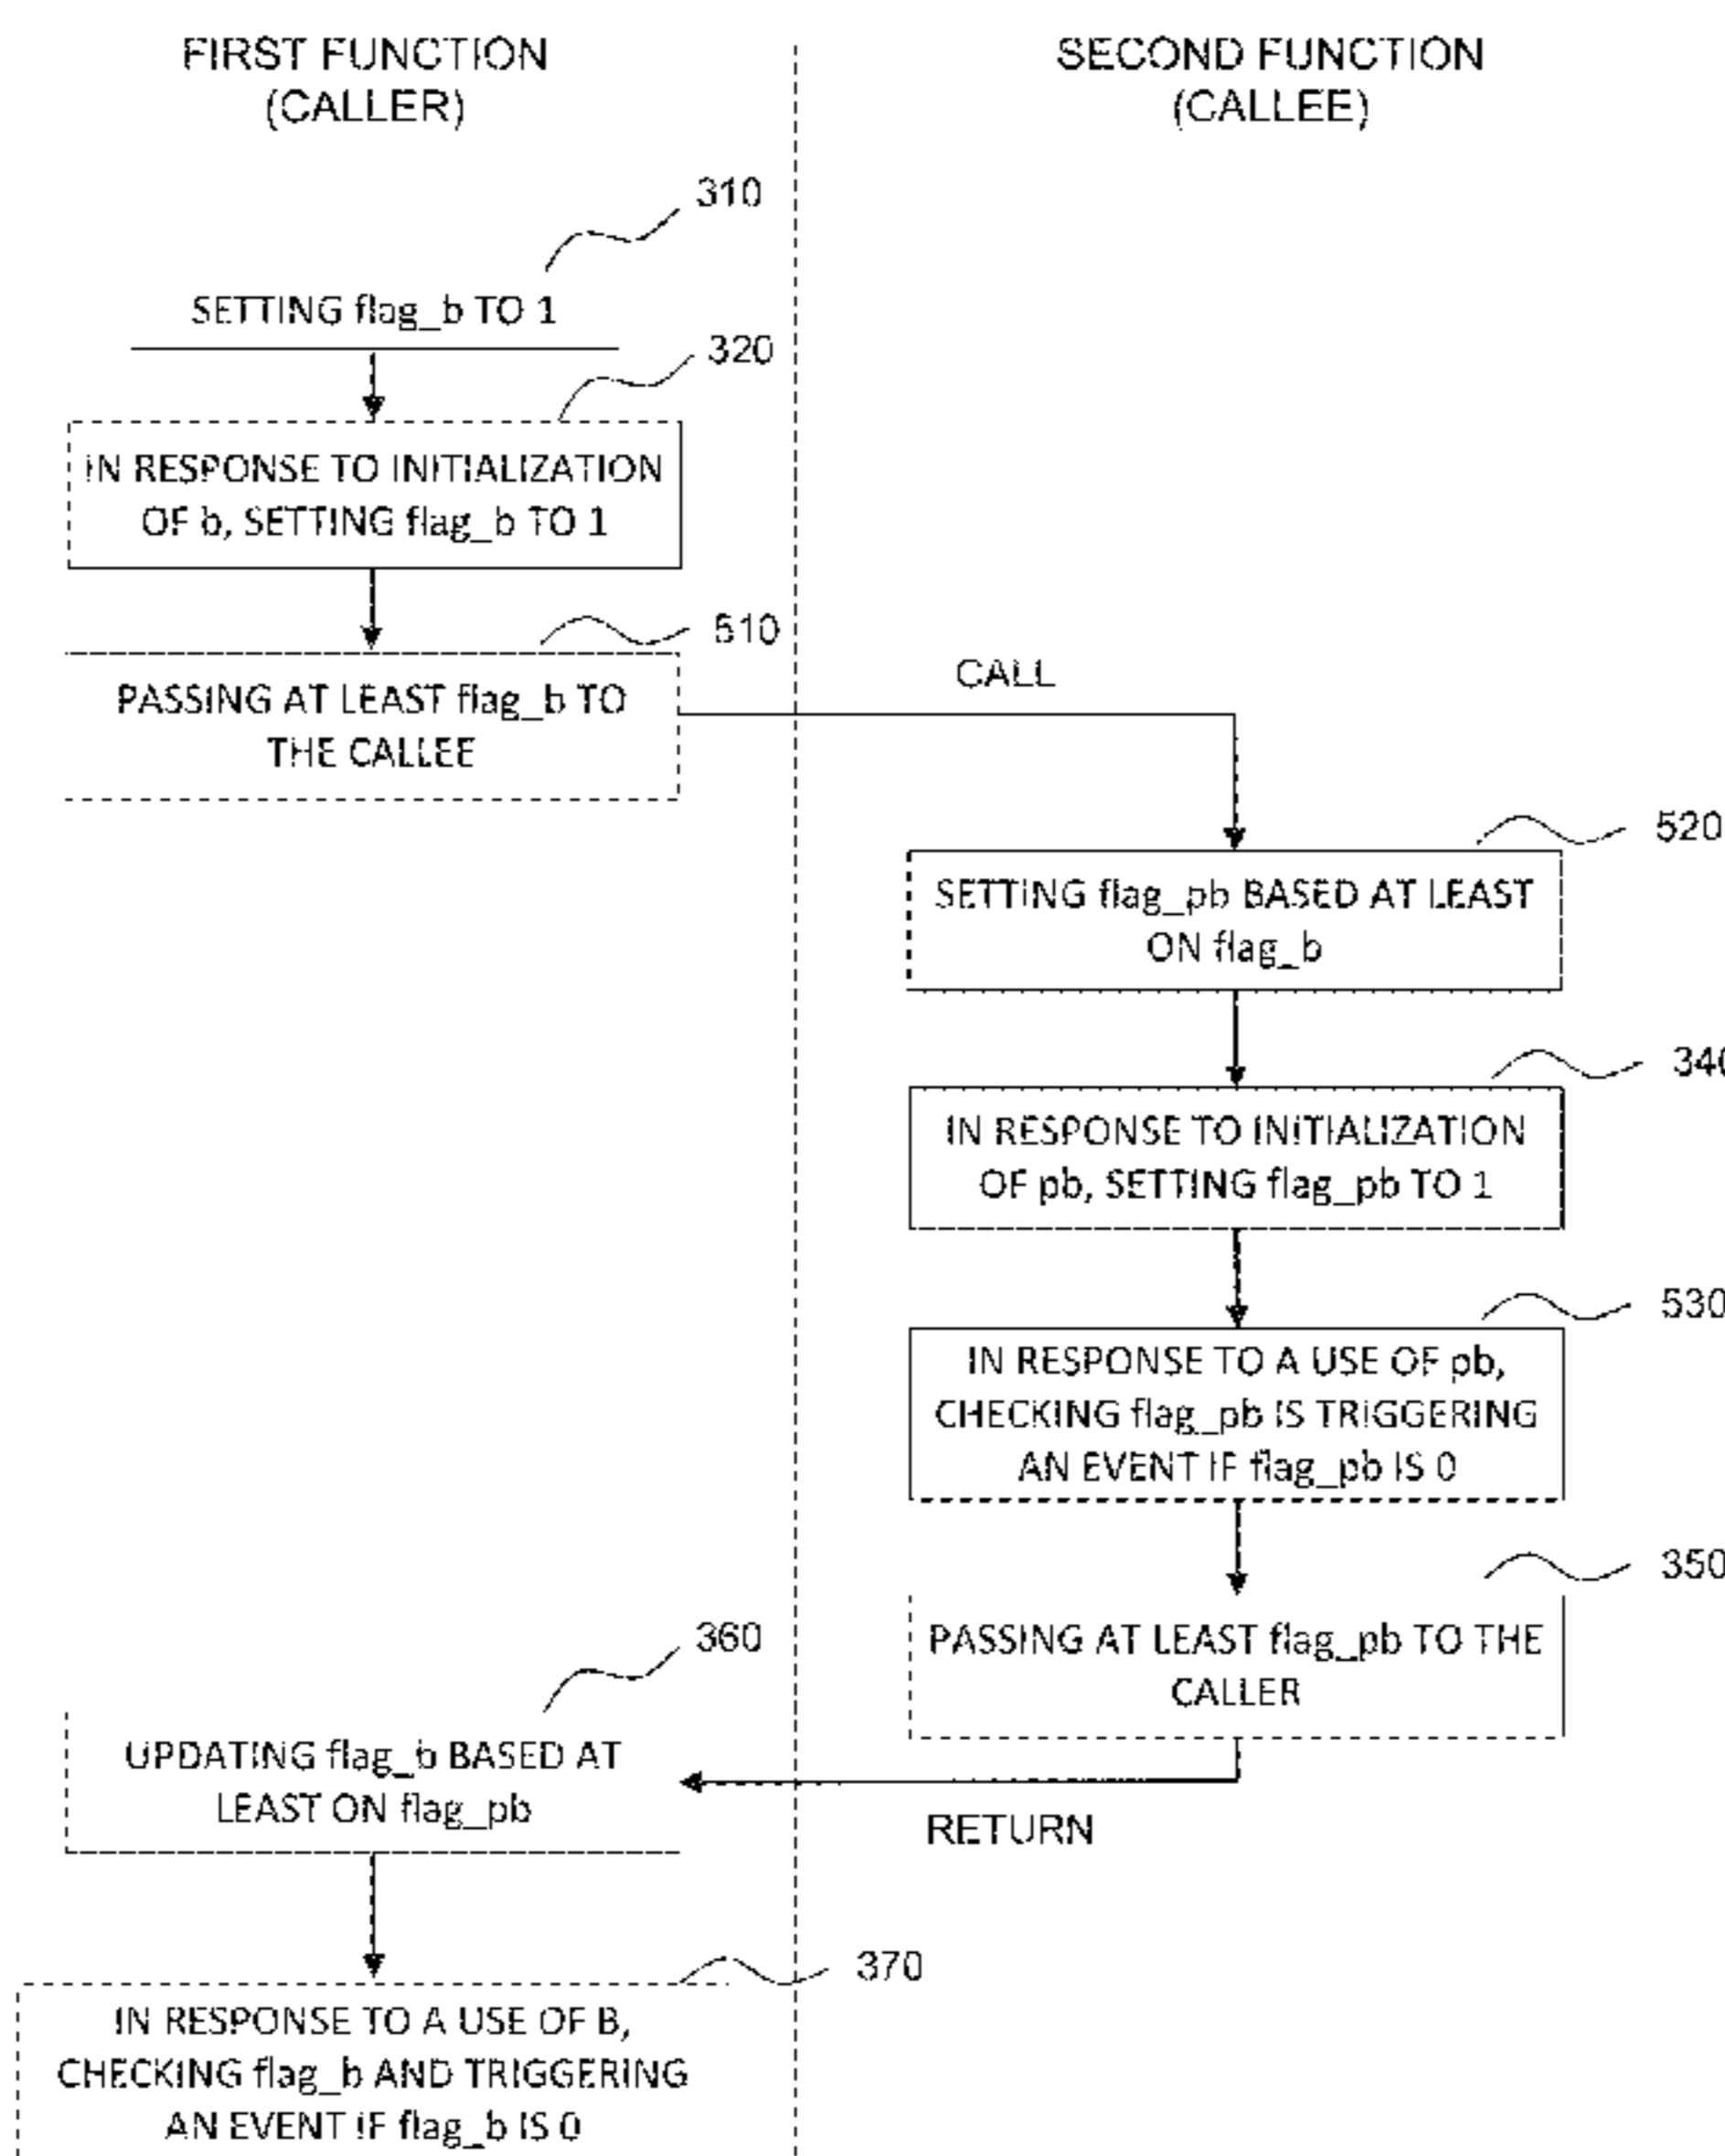 FIRST FUNCTION
(CALLER)
SECOND FUNCTION
(CALLEE)
310
SETTING flag_b TO 1
320
IN RESPONSE TO INITIALIZATION
OF b, SETTING flag_b TO 1
510
PASSING AT LEAST flag_b TO
THE CALLEE
CALL
520
SETTING flag_pb BASED AT LEAST
ON flag_b
340
IN RESPONSE TO INITIALIZATION
OF pb, SETTING flag_pb TO 1
530
IN RESPONSE TO A USE OF pb,
CHECKING flag_pb IS TRIGGERING
AN EVENT IF flag_pb IS 0
350
PASSING AT LEAST flag_pb TO THE
CALLER
RETURN
360
UPDATING flag_b BASED AT
LEAST ON flag_pb
370
IN RESPONSE TO A USE OF B,
CHECKING flag_b AND TRIGGERING
AN EVENT IF flag_b IS 0